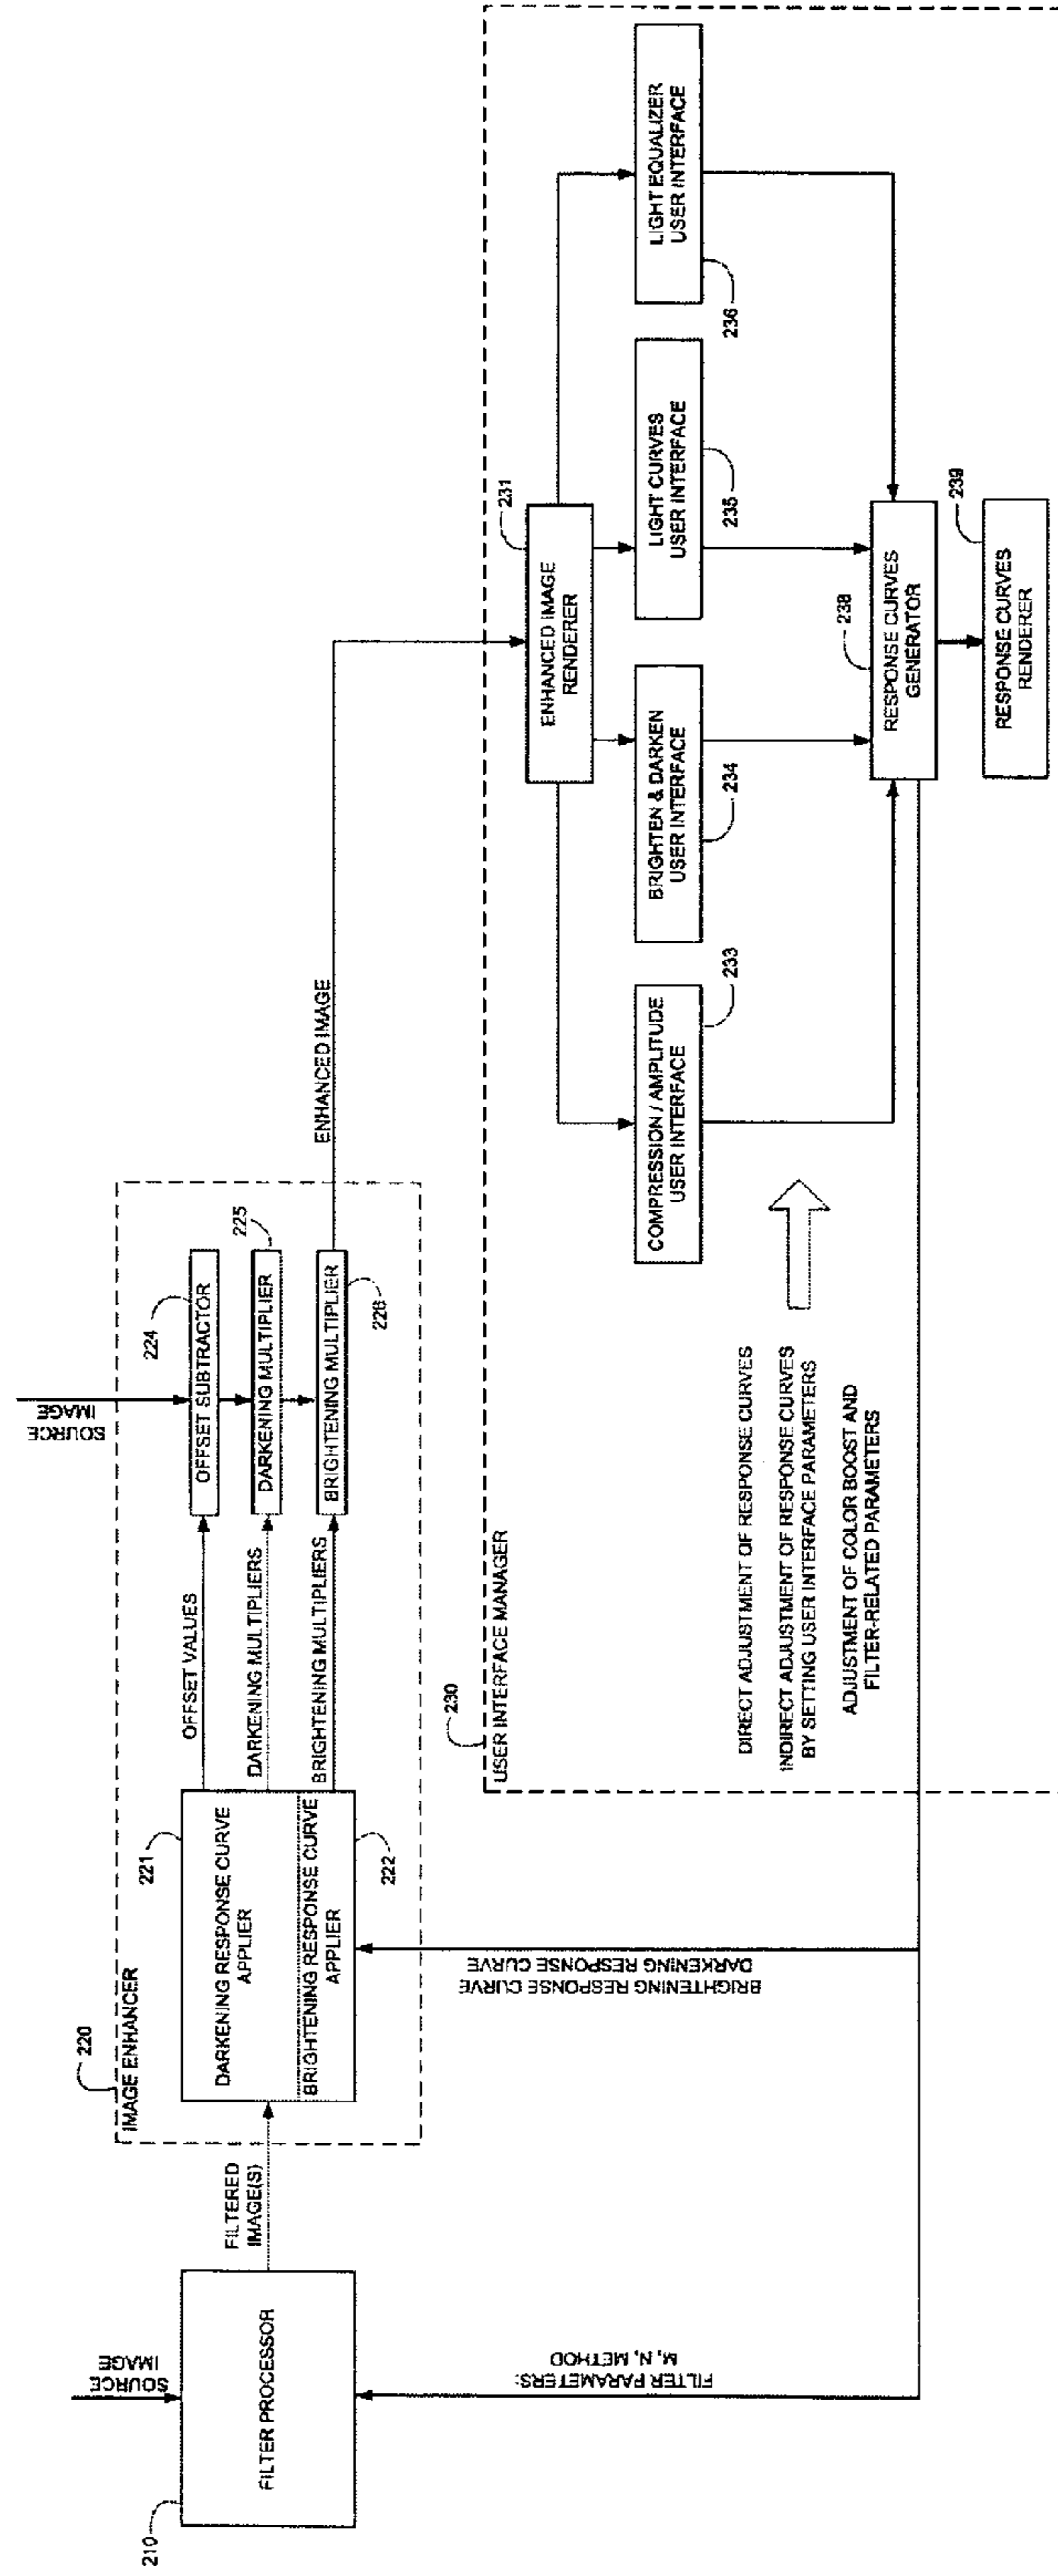 210
FILTER PROCESSOR
SOURCE
IMAGE
FILTER PARAMETERS:
M, N, METHOD
FILTERED
IMAGE(S)
220
IMAGE ENHANCER
221
DARKENING RESPONSE CURVE
APPLIER
BRIGHTENING RESPONSE CURVE
APPLIER
222
BRIGHTENING RESPONSE CURVE
DARKENING RESPONSE CURVE
OFFSET VALUES
DARKENING MULTIPLIERS
BRIGHTENING MULTIPLIERS
SOURCE
IMAGE
224
OFFSET SUBTRACTOR
225
DARKENING MULTIPLIER
BRIGHTENING MULTIPLIER
226
ENHANCED IMAGE
230
USER INTERFACE MANAGER
231
ENHANCED IMAGE
RENDERER
COMPRESSION / AMPLITUDE
USER INTERFACE
233
BRIGHTEN & DARKEN
USER INTERFACE
234
LIGHT CURVES
USER INTERFACE
235
LIGHT EQUALIZER
USER INTERFACE
236
DIRECT ADJUSTMENT OF RESPONSE CURVES
INDIRECT ADJUSTMENT OF RESPONSE CURVES
BY SETTING USER INTERFACE PARAMETERS
ADJUSTMENT OF COLOR BOOST AND
FILTER-RELATED PARAMETERS
238
RESPONSE CURVES
GENERATOR
239
RESPONSE CURVES
RENDERER